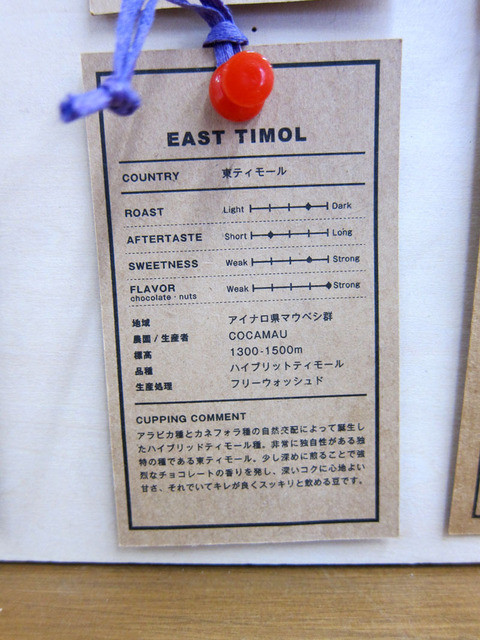 EAST TIMOL
COUNTRY 東ティモール
ROAST Light Dark
AFTERTASTE Short Long
SWEETNESS Weak Strong
FLAVOR Weak Strong
chocolate・nuts
地域 アイナロ県マウベシ群
農園/生産者 COCAMAU
標高 1300-1500m
品種 ハイブリットティモール
生産処理 フリーウォッシュド
CUPPING COMMENT
アラビカ種とカネフォラ種の自然交配によって誕生し
たハイブリッドティモール種。非常に独自性がある独
特の種である東ティモール。少し深めに煎ることで強
烈なチョコレートの香りを発し、深いコクに心地よい
甘さ、それでいてキレが良くスッキリと飲める豆です。